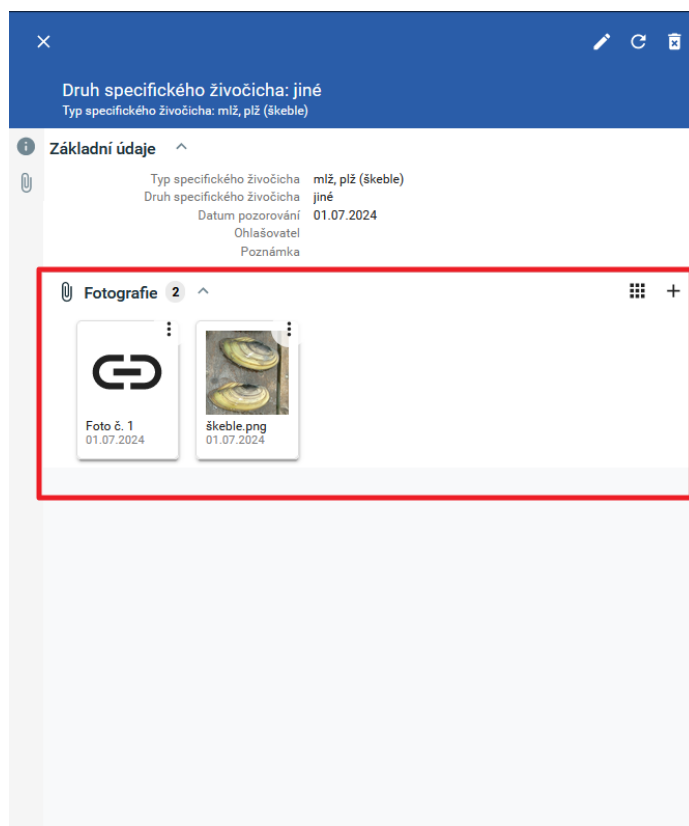 Druh specifického živočicha: jiné
Typ specifického živočicha: mlž, plž (škeble)
Základní údaje
Typ specifického živočicha mlž, plž (škeble)
Druh specifického živočicha jiné
Datum pozorování 01.07.2024
Ohlašovatel
Poznámka
Fotografie 2
Foto č. 1 škeble.png
01.07.2024 01.07.2024